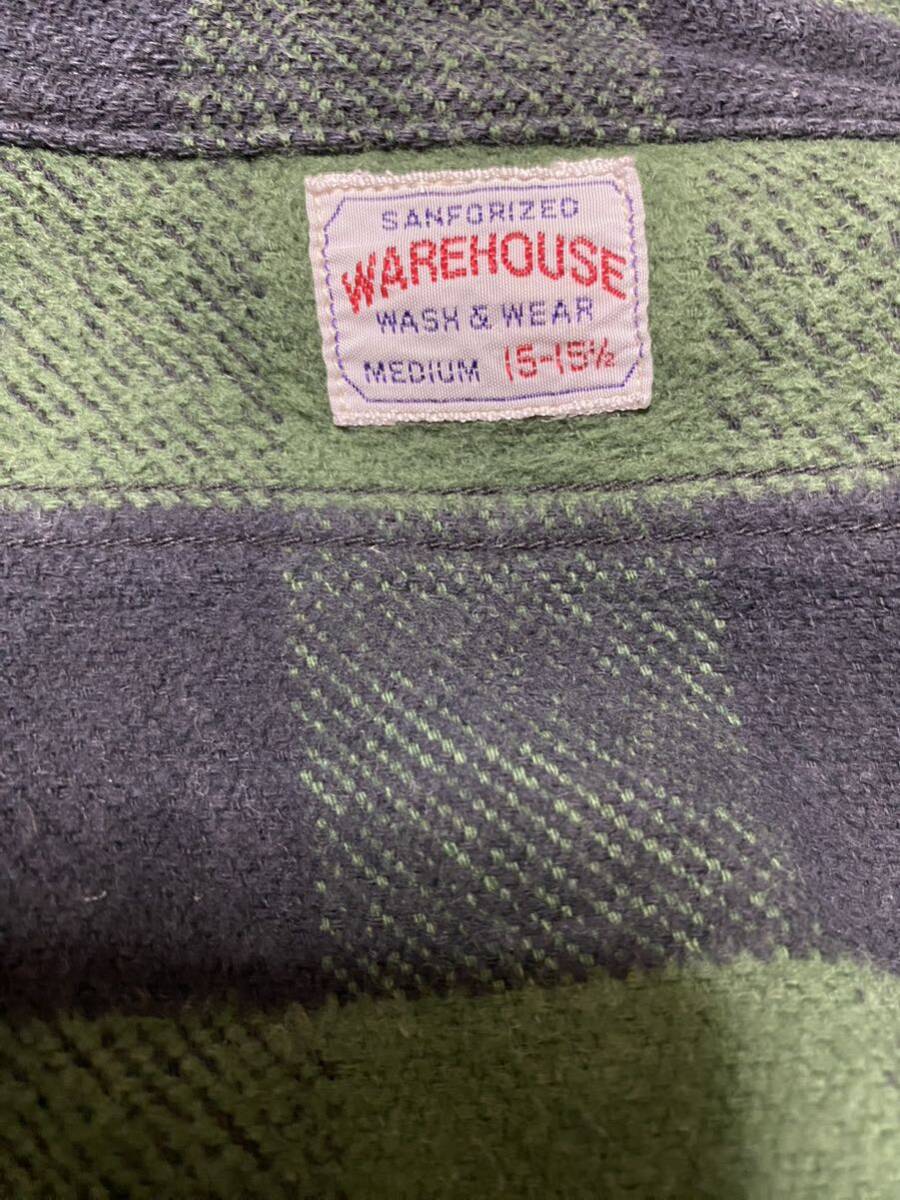 SANFORIZED
WAREHOUSE
WASH & WEAR
MEDIUM 15-15½